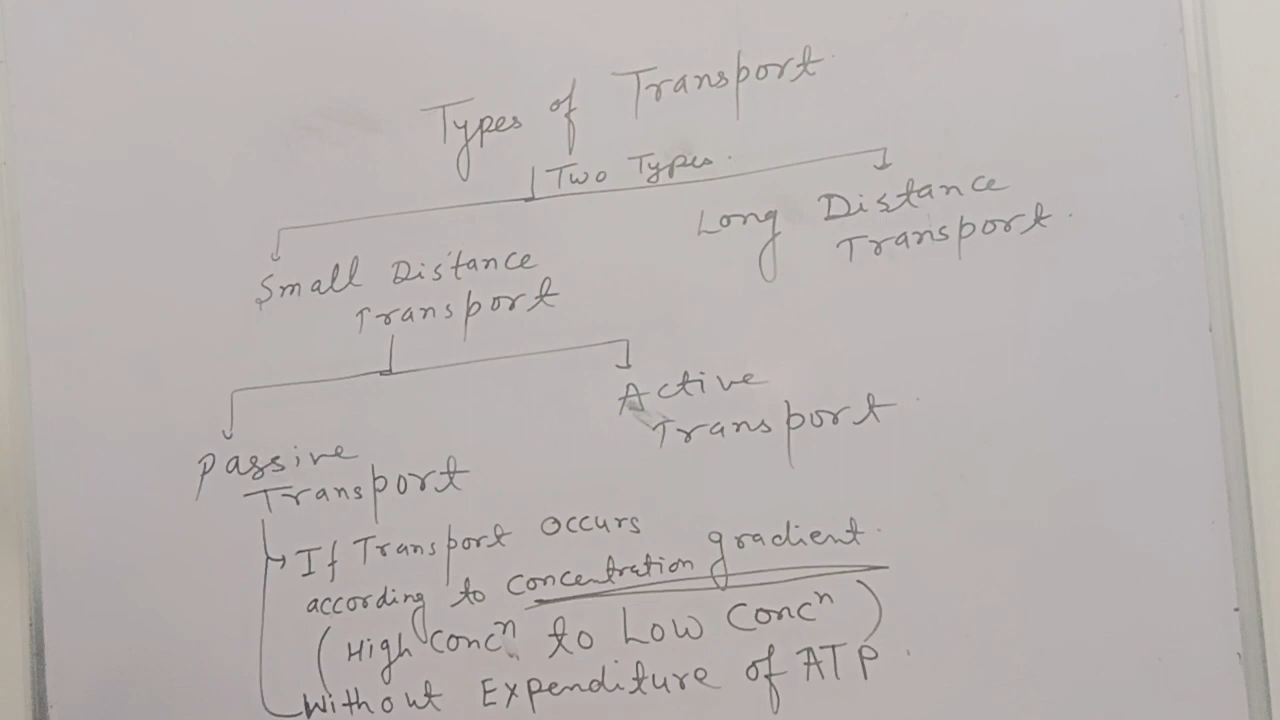 Types of Transport
Two Types.
Long Distance
Transport.
Small Distance
Transport
Active
Transport
Passive
Transport
If Transport occurs
according to concentration gradient.
(High Concⁿ to Low Concⁿ)
Without Expenditure of ATP.